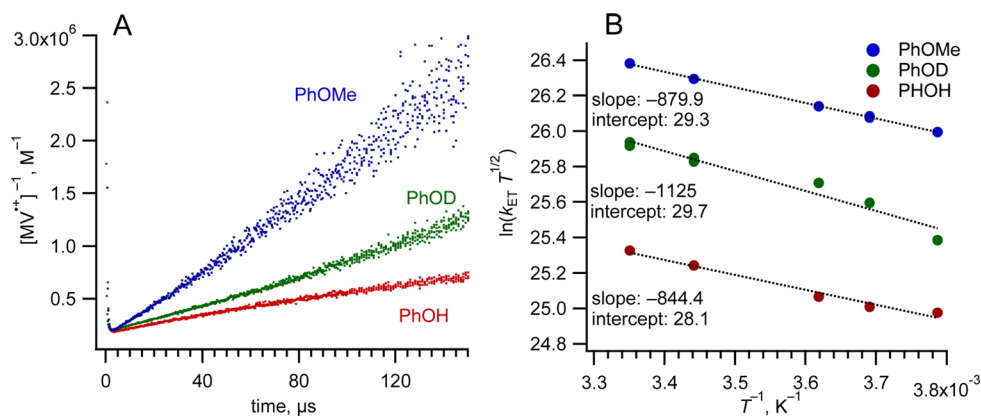 A
[MV•+]−1, M−1
3.0x10⁶
2.5
2.0
1.5
1.0
0.5
PhOMe
PhOD
PhOH
0
40
80
120
time, µs
B
ln(kET T1/2)
26.4
26.2
26.0
25.8
25.6
25.4
25.2
25.0
24.8
PhOMe
PhOD
PHOH
slope: –879.9
intercept: 29.3
slope: –1125
intercept: 29.7
slope: –844.4
intercept: 28.1
3.3
3.4
3.5
3.6
3.7
3.8x10⁻³
T−1, K−1